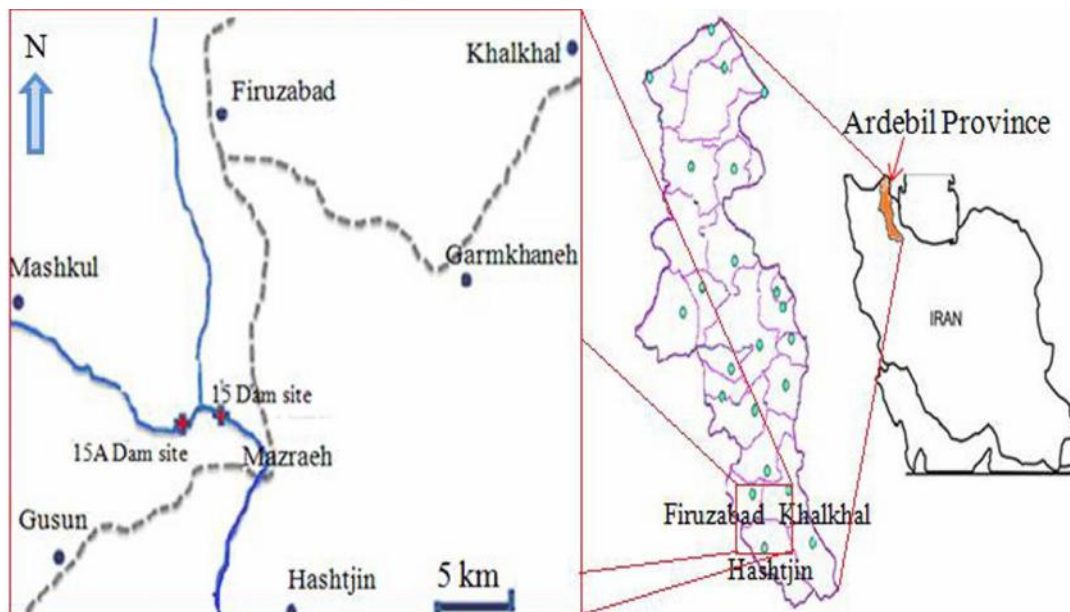 N
Khalkhal
Firuzabad
Garmkhaneh
Mashkul
15 Dam site
15A Dam site
Mazraeh
Gusun
Hashtjin
5 km
Ardebil Province
IRAN
Firuzabad
Khalkhal
Hashtjin